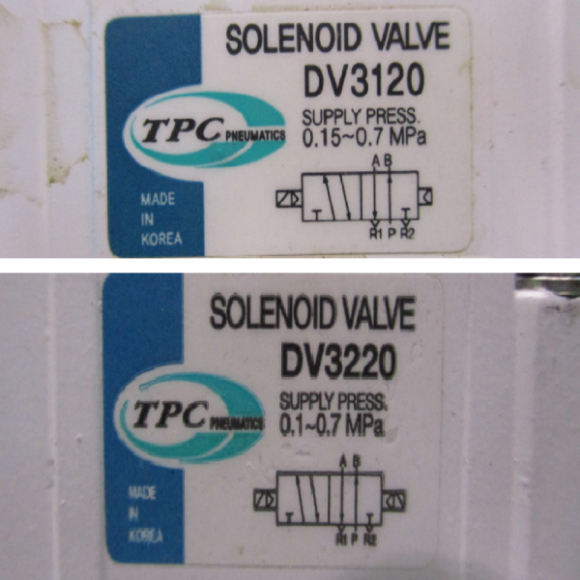 SOLENOID VALVE
DV3120
TPC PNEUMATICS
SUPPLY PRESS.
0.15~0.7 MPa
A B
MADE
IN
KOREA
R1 P R2
SOLENOID VALVE
DV3220
TPC PNEUMATICS
SUPPLY PRESS.
0.1~0.7 MPa
A B
MADE
IN
KOREA
R1 P R2